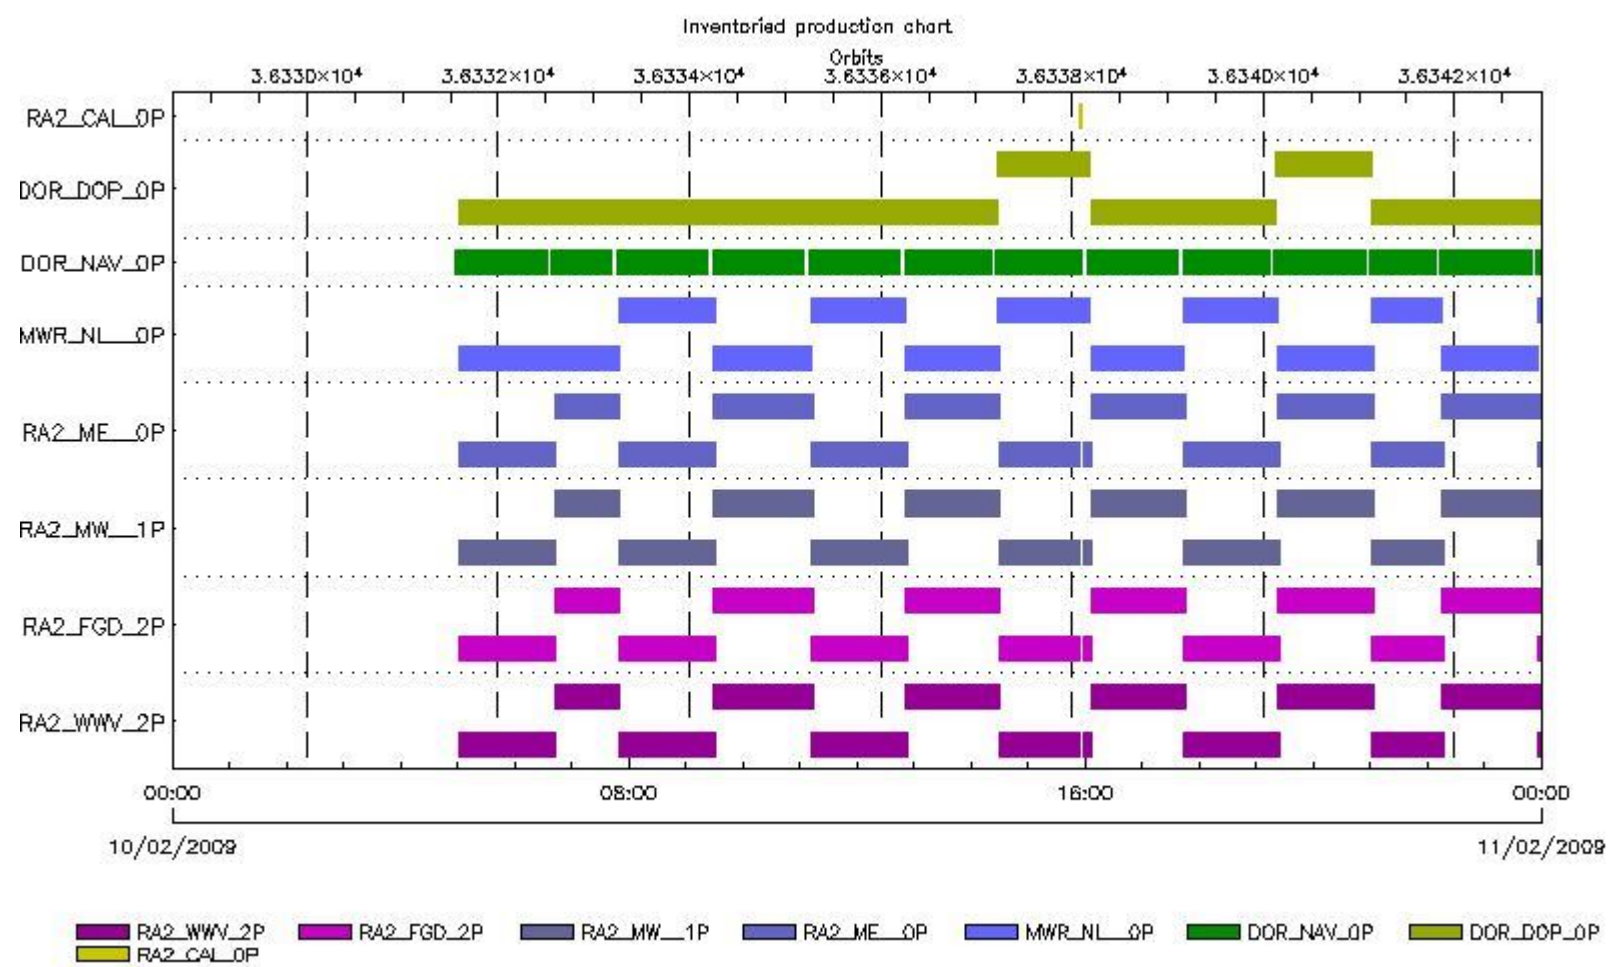 Inventoried production chart
Orbits
3.6330×10⁴ 3.6332×10⁴ 3.6334×10⁴ 3.6336×10⁴ 3.6338×10⁴ 3.6340×10⁴ 3.6342×10⁴
RA2_CAL_0P
DOR_DOP_0P
DOR_NAV_0P
MWR_NL__0P
RA2_ME__0P
RA2_MW__1P
RA2_FGD_2P
RA2_WWV_2P
00:00 08:00 16:00 00:00
10/02/2009 11/02/2009
RA2_WWV_2P RA2_FGD_2P RA2_MW__1P RA2_ME__0P MWR_NL__0P DOR_NAV_0P DOR_DOP_0P
RA2_CAL_0P